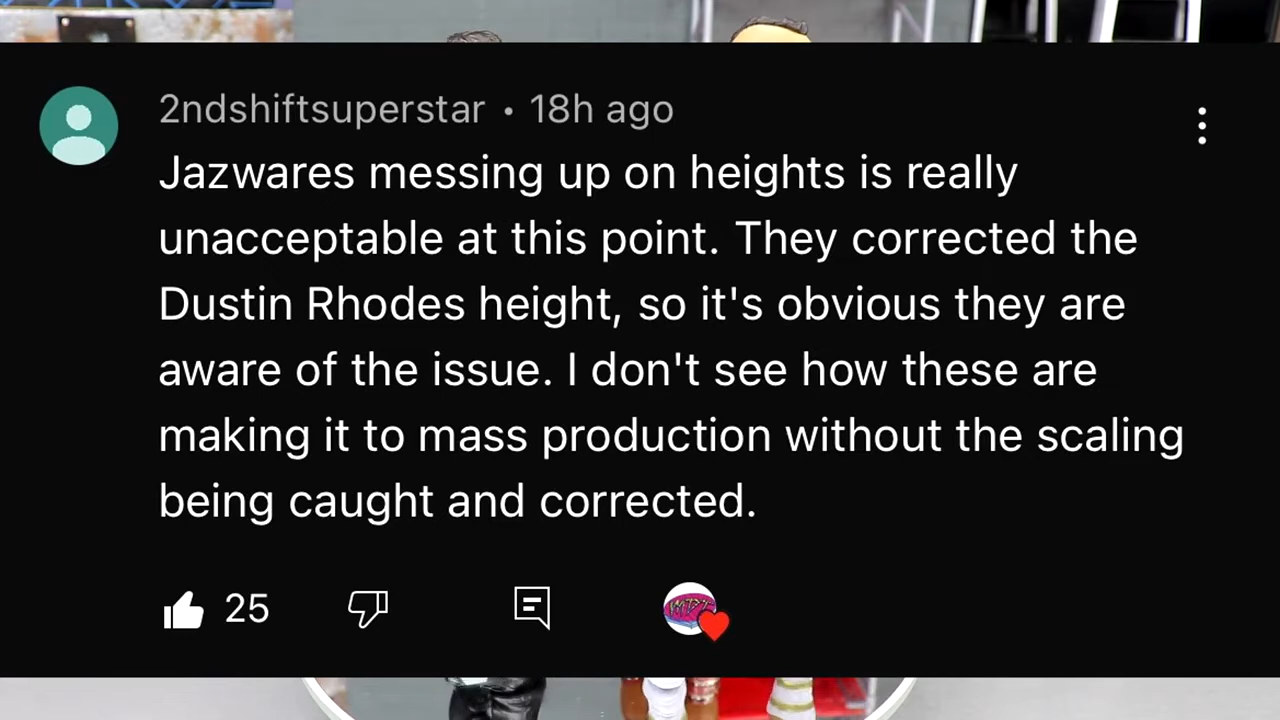 2ndshiftsuperstar • 18h ago
Jazwares messing up on heights is really
unacceptable at this point. They corrected the
Dustin Rhodes height, so it's obvious they are
aware of the issue. I don't see how these are
making it to mass production without the scaling
being caught and corrected.
25